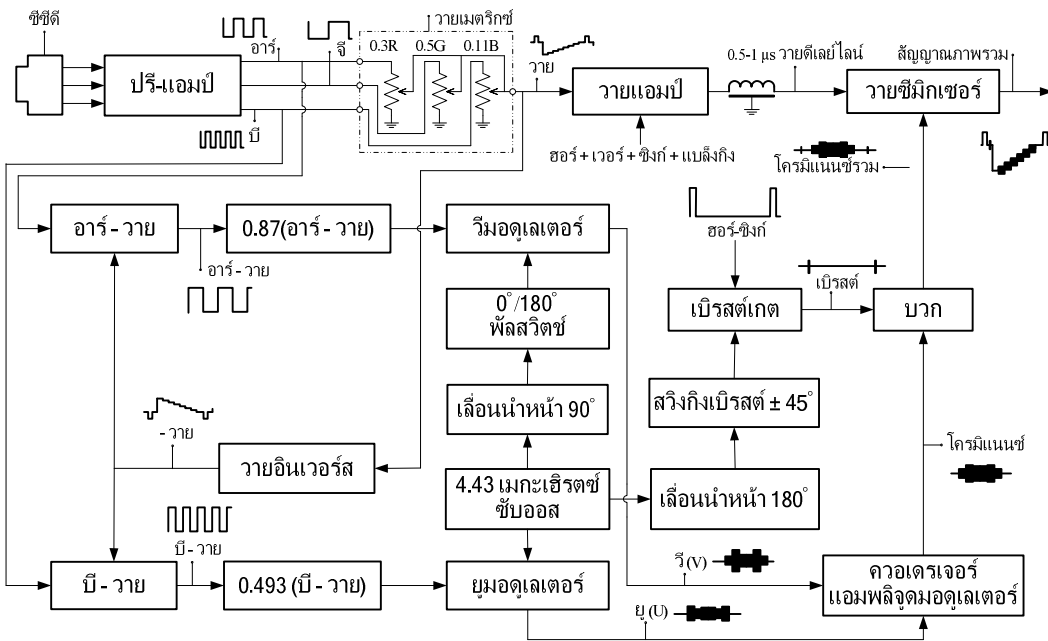 ซีซีดี
ปรี-แอมป์
อาร์
จี
บี
วายเมตริกซ์
0.3R 0.5G 0.11B
วาย
วายแอมป์
ฮอร์ + เวอร์ + ซิงก์ + แบล็งกิง
0.5-1 μs วายดีเลย์ไลน์
วายซีมิกเซอร์
สัญญาณภาพรวม
โครมิแนนซ์รวม
ฮอร์-ซิงก์
อาร์ - วาย
0.87(อาร์ - วาย)
วีมอดูเลเตอร์
อาร์ - วาย
0°/180°
พัลสวิตช์
เบิรสต์เกต
เบิรสต์
บวก
เลื่อนนำหน้า 90°
สวิงกิงเบิรสต์ ± 45°
- วาย
วายอินเวอร์ส
4.43 เมกะเฮิรตซ์
ซับออส
เลื่อนนำหน้า 180°
โครมิแนนซ์
บี - วาย
บี - วาย
0.493 (บี - วาย)
ยูมอดูเลเตอร์
วี (V)
ยู (U)
ควอเดรเจอร์
แอมพลิจูดมอดูเลเตอร์